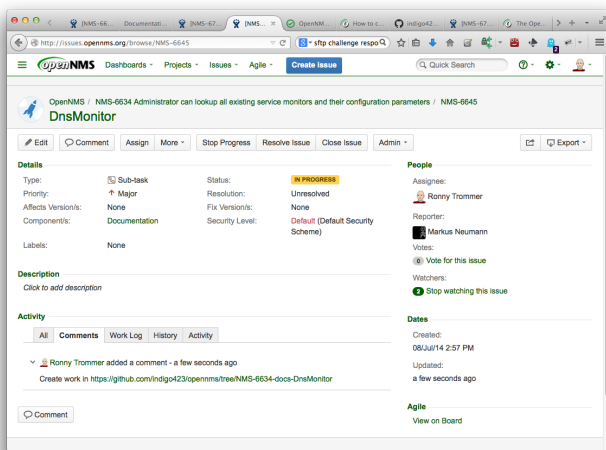 [NMS-66...
Documentati...
[NMS-67...
[NMS...
OpenNM...
How to c...
indigo42...
[NMS-67...
The Ope...
http://issues.opennms.org/browse/NMS-6645
sftp challenge respo
2
OpenNMS Dashboards Projects Issues Agile Create Issue Quick Search
OpenNMS / NMS-6634 Administrator can lookup all existing service monitors and their configuration parameters / NMS-6645
DnsMonitor
Edit Comment Assign More Stop Progress Resolve Issue Close Issue Admin Export
Details
Type: Sub-task Status: IN PROGRESS
Priority: Major Resolution: Unresolved
Affects Version/s: None Fix Version/s: None
Component/s: Documentation Security Level: Default (Default Security
Scheme)
Labels: None
Description
Click to add description
Activity
All Comments Work Log History Activity
Ronny Trommer added a comment - a few seconds ago
Create work in https://github.com/indigo423/opennms/tree/NMS-6634-docs-DnsMonitor
Comment
People
Assignee:
Ronny Trommer
Reporter:
Markus Neumann
Votes:
0 Vote for this issue
Watchers:
2 Stop watching this issue
Dates
Created:
08/Jul/14 2:57 PM
Updated:
a few seconds ago
Agile
View on Board